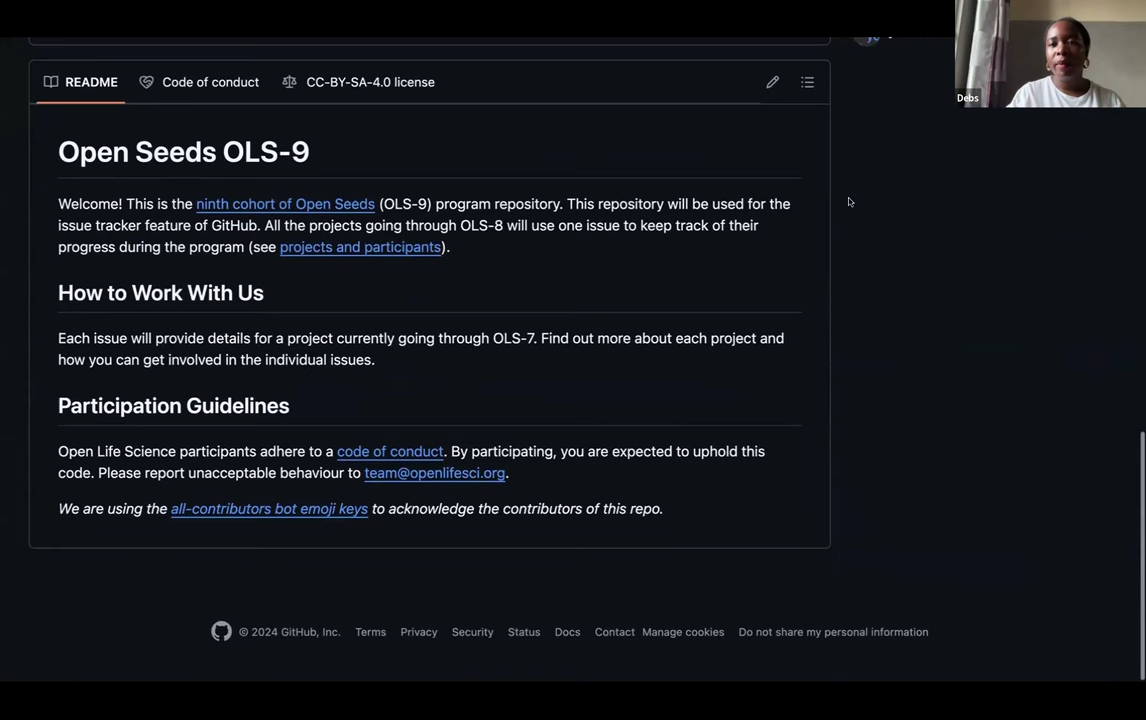 README
Code of conduct
CC-BY-SA-4.0 license
Debs
Open Seeds OLS-9
Welcome! This is the ninth cohort of Open Seeds (OLS-9) program repository. This repository will be used for the
issue tracker feature of GitHub. All the projects going through OLS-8 will use one issue to keep track of their
progress during the program (see projects and participants).
How to Work With Us
Each issue will provide details for a project currently going through OLS-7. Find out more about each project and
how you can get involved in the individual issues.
Participation Guidelines
Open Life Science participants adhere to a code of conduct. By participating, you are expected to uphold this
code. Please report unacceptable behaviour to team@openlifesci.org.
We are using the all-contributors bot emoji keys to acknowledge the contributors of this repo.
© 2024 GitHub, Inc. Terms Privacy Security Status Docs Contact Manage cookies Do not share my personal information